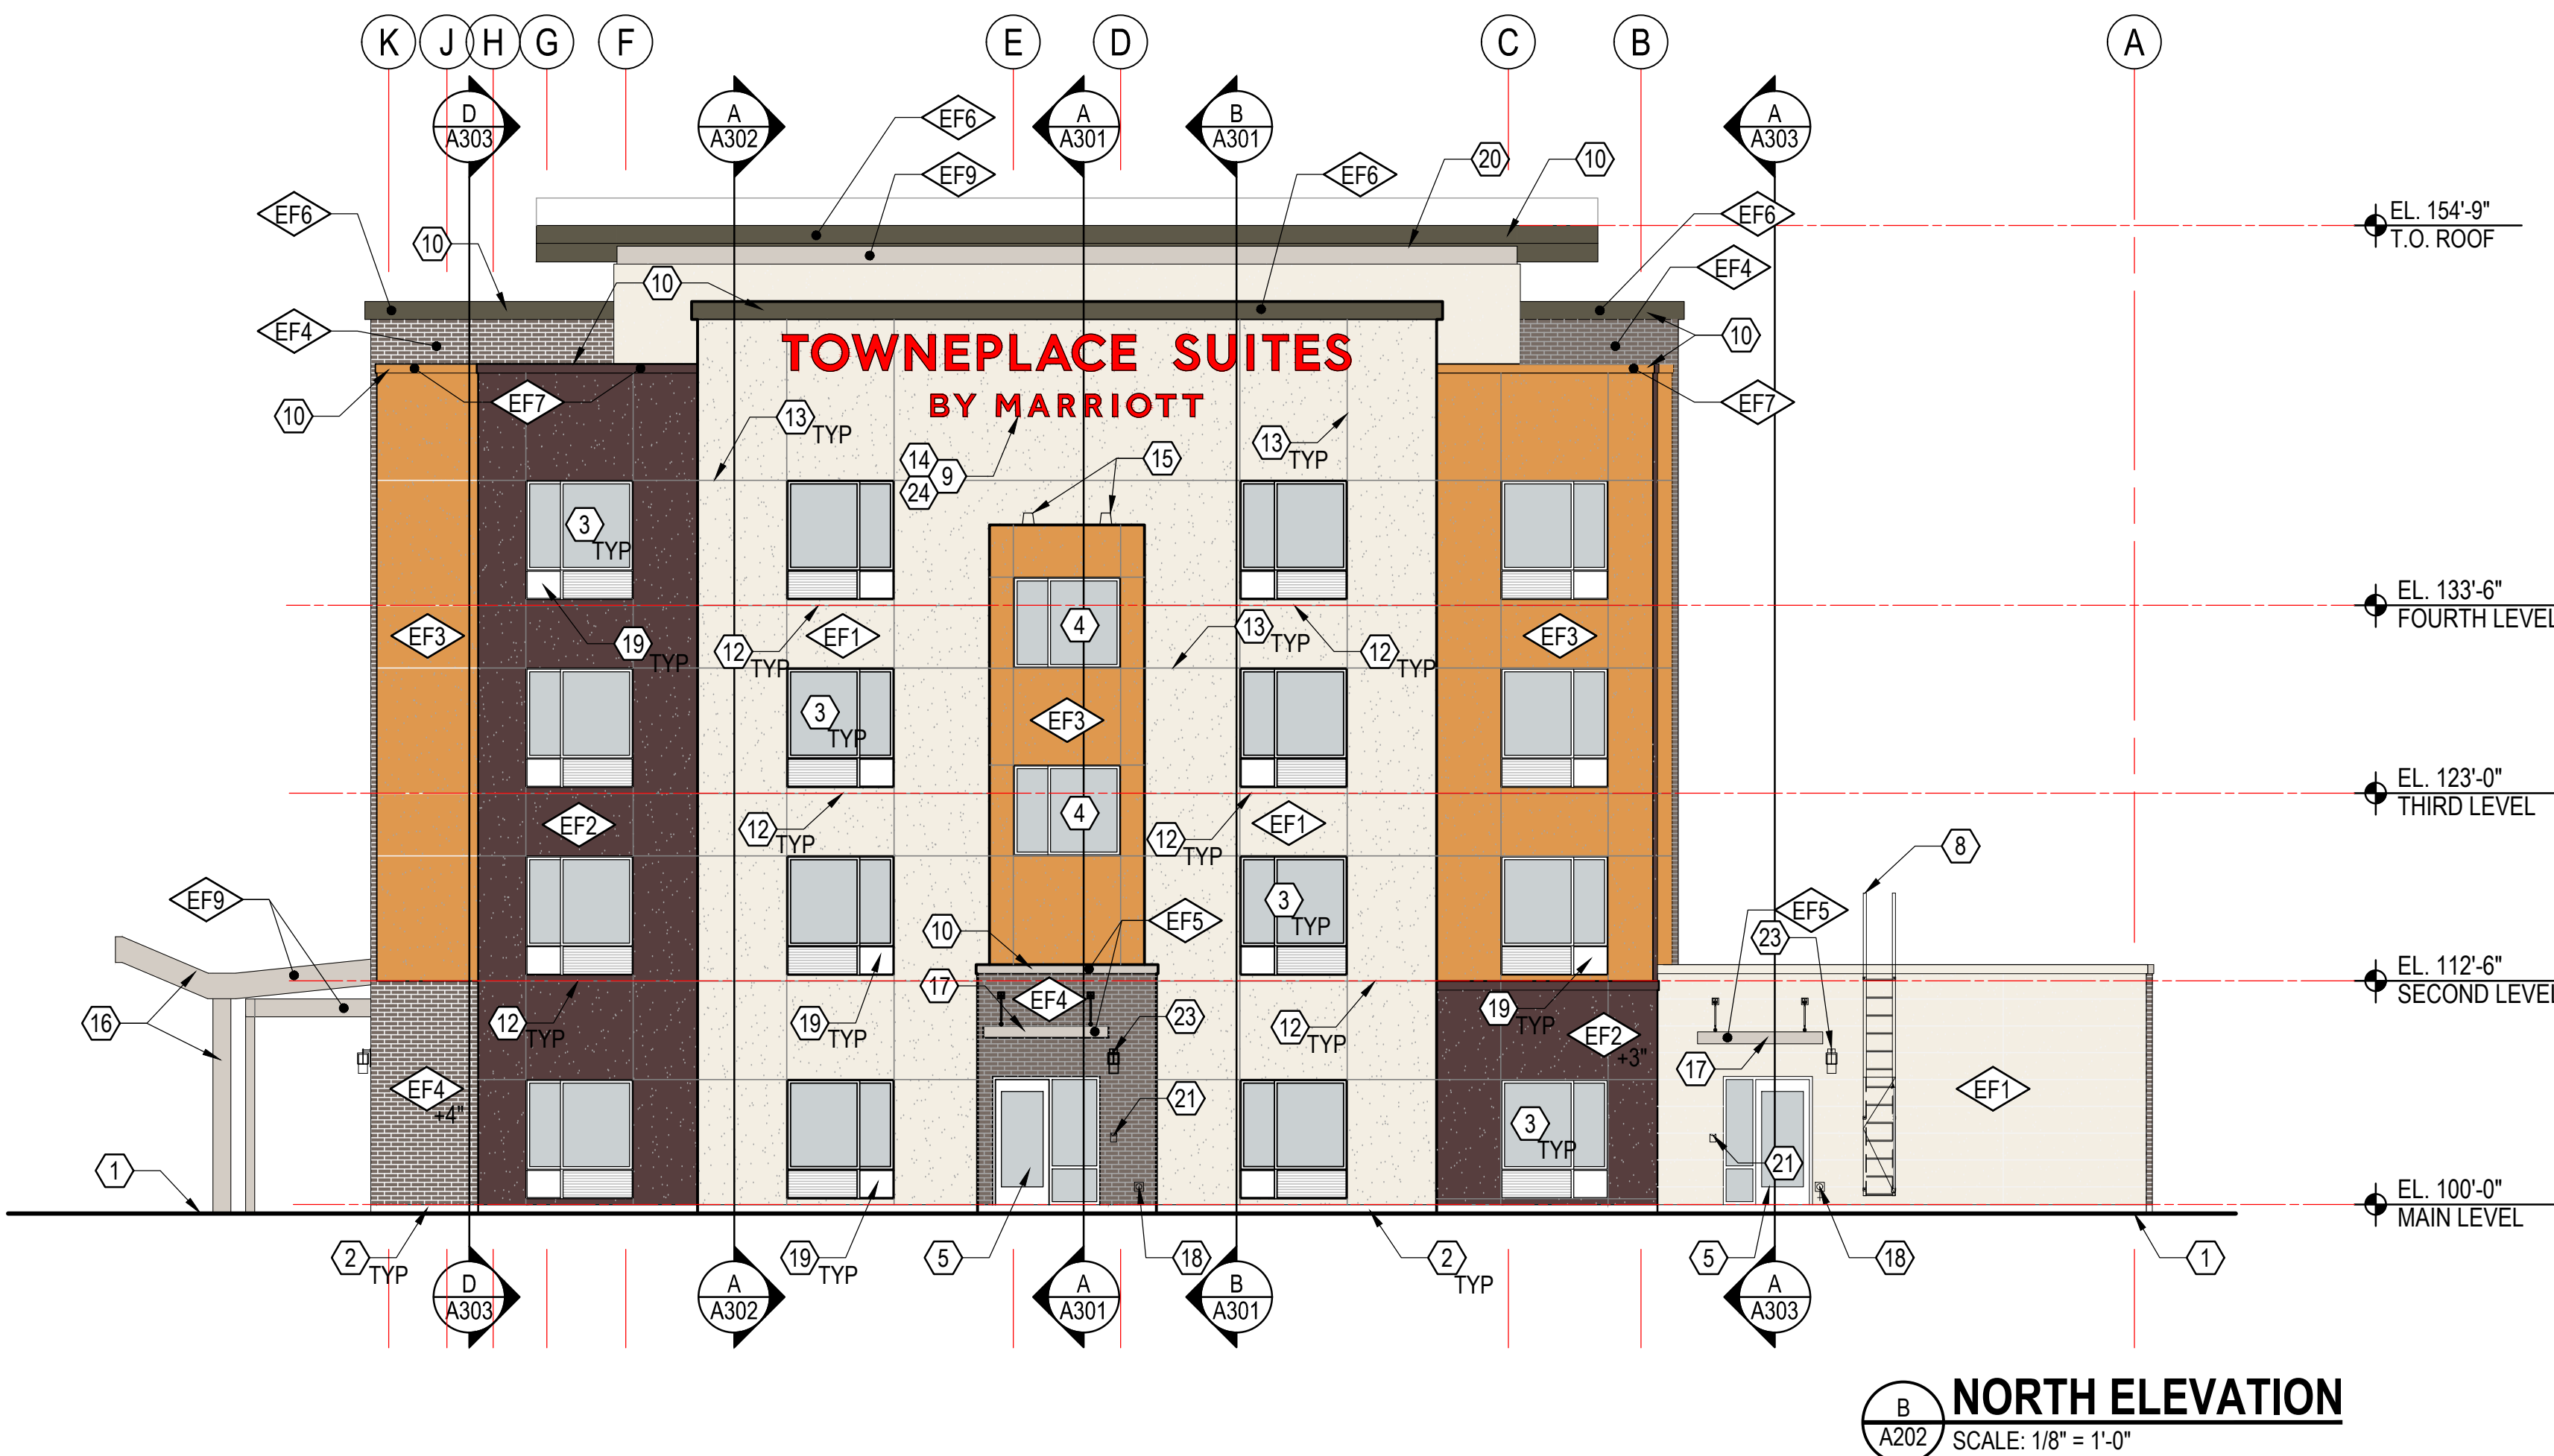 K J H G F E D C B A
D
A303
A
A302
A
A301
B
A301
A
A303
EF6
EF9
EF6
20
10
EF6
10
EF6
EL. 154'-9"
T.O. ROOF
EF4
10
EF4
10
TOWNEPLACE SUITES
BY MARRIOTT
10
EF7
EF7
13
TYP
13
TYP
14
9
24
15
3
TYP
EL. 133'-6"
FOURTH LEVEL
EF3
19
TYP
12
TYP
EF1
4
13
TYP
12
TYP
EF3
3
TYP
EF3
EL. 123'-0"
THIRD LEVEL
EF2
12
TYP
4
12
TYP
EF1
8
EF9
3
TYP
10
EF5
EF5
23
EL. 112'-6"
SECOND LEVEL
17
EF4
16
12
TYP
19
TYP
23
12
TYP
19
TYP
EF2
+3"
17
EF4
+4"
21
3
TYP
EF1
1
21
EL. 100'-0"
MAIN LEVEL
2
TYP
19
TYP
5
18
2
TYP
5
18
1
D
A303
A
A302
A
A301
B
A301
A
A303
B
A202
NORTH ELEVATION
SCALE: 1/8" = 1'-0"